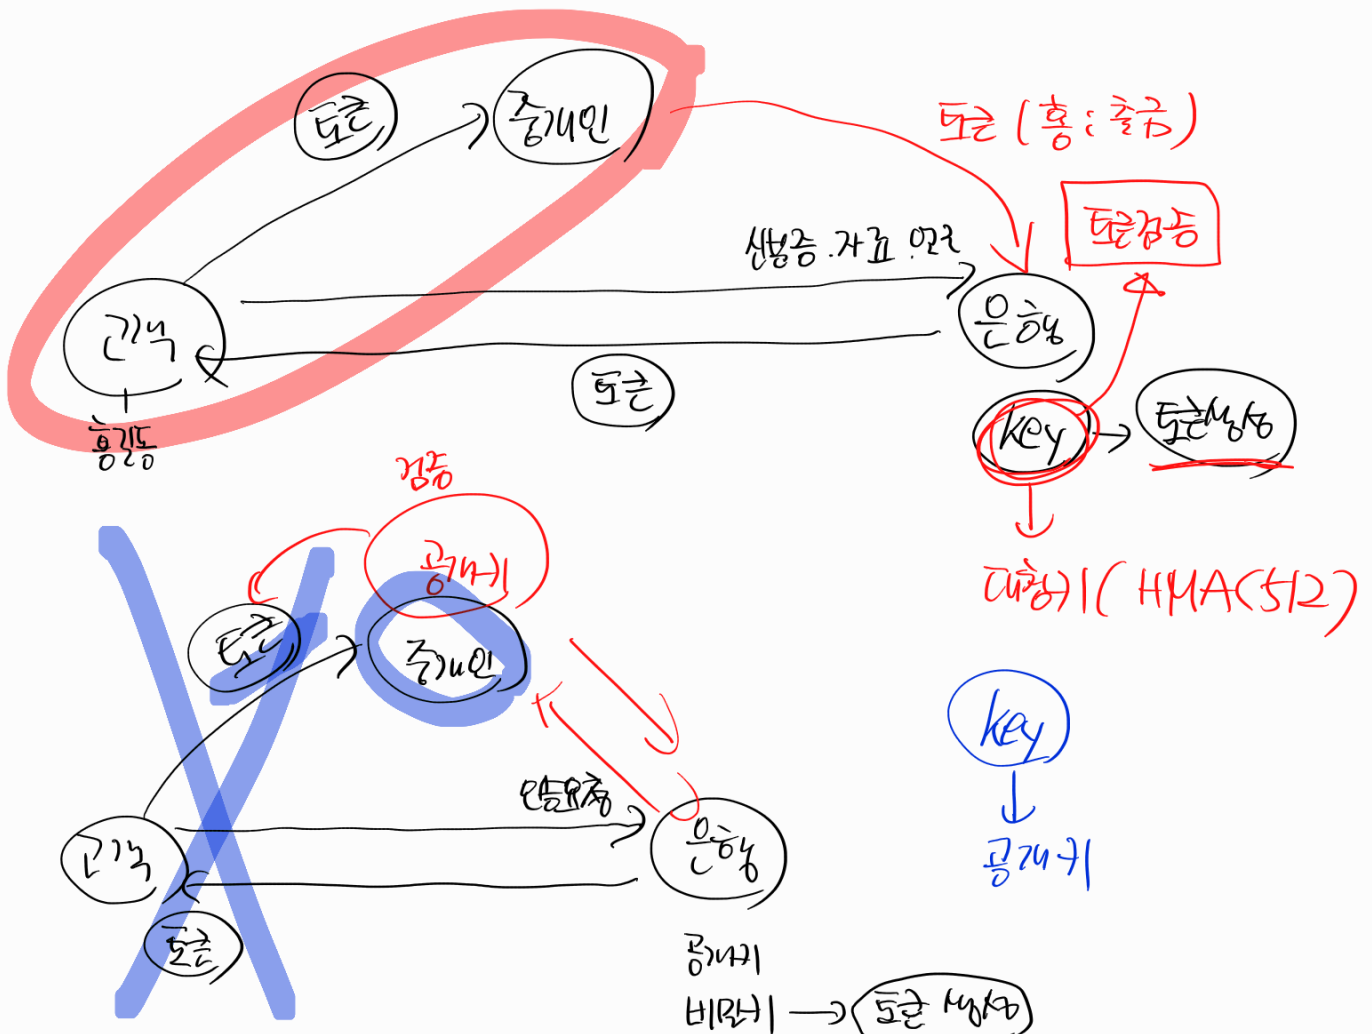 토큰
중개인
토큰 (홍 : 출금)
토큰검증
신분증.자료.
은행
고객
토큰
홍길동
key
토큰생성
검증
공개키
대칭키( HMAC512)
토큰
중개인
key
인증요청
은행
고객
공개키
토큰
공개키
비밀키
토큰 생성